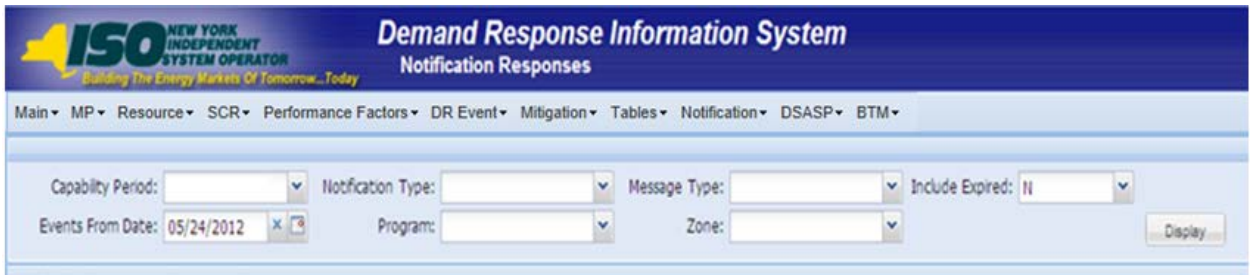 ISO NEW YORK INDEPENDENT SYSTEM OPERATOR
Building The Energy Markets Of Tomorrow...Today
Demand Response Information System
Notification Responses
Main MP Resource SCR Performance Factors DR Event Mitigation Tables Notification DSASP BTM
Capability Period: Notification Type: Message Type: Include Expired: N
Events From Date: 05/24/2012 Program: Zone: Display